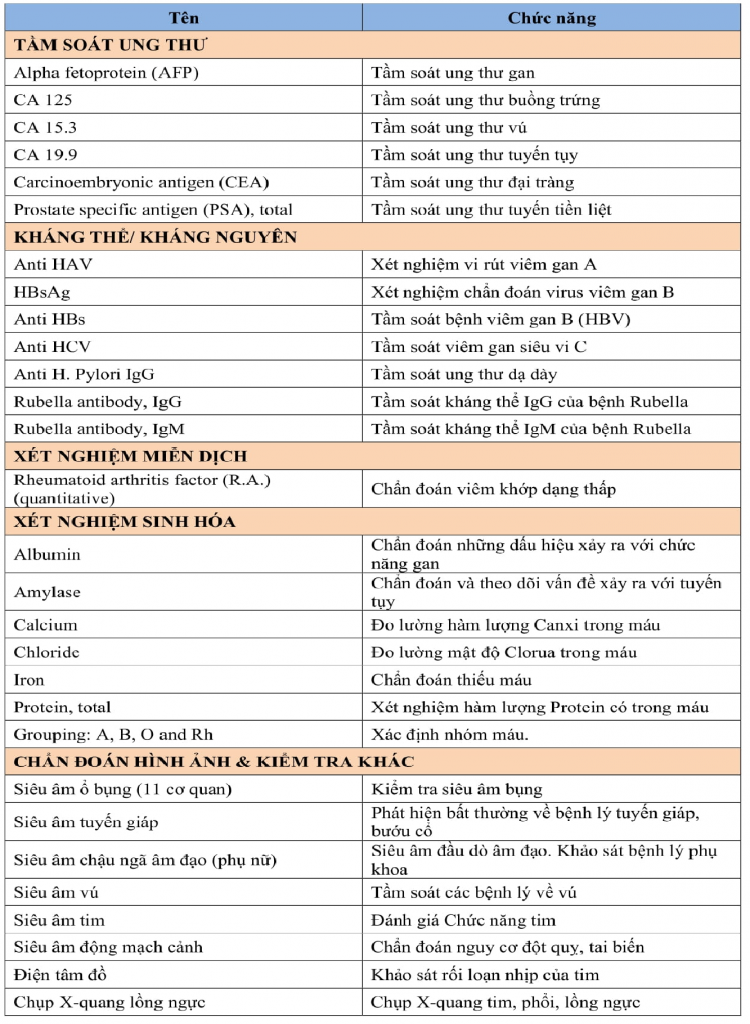 Tên
Chức năng
TẦM SOÁT UNG THƯ
Alpha fetoprotein (AFP)
Tầm soát ung thư gan
CA 125
Tầm soát ung thư buồng trứng
CA 15.3
Tầm soát ung thư vú
CA 19.9
Tầm soát ung thư tuyến tụy
Carcinoembryonic antigen (CEA)
Tầm soát ung thư đại tràng
Prostate specific antigen (PSA), total
Tầm soát ung thư tuyến tiền liệt
KHÁNG THỂ/ KHÁNG NGUYÊN
Anti HAV
Xét nghiệm vi rút viêm gan A
HBsAg
Xét nghiệm chẩn đoán virus viêm gan B
Anti HBs
Tầm soát bệnh viêm gan B (HBV)
Anti HCV
Tầm soát viêm gan siêu vi C
Anti H. Pylori IgG
Tầm soát ung thư dạ dày
Rubella antibody, IgG
Tầm soát kháng thể IgG của bệnh Rubella
Rubella antibody, IgM
Tầm soát kháng thể IgM của bệnh Rubella
XÉT NGHIỆM MIỄN DỊCH
Rheumatoid arthritis factor (R.A.)
(quantitative)
Chẩn đoán viêm khớp dạng thấp
XÉT NGHIỆM SINH HÓA
Albumin
Chẩn đoán những dấu hiệu xảy ra với chức
năng gan
Amylase
Chẩn đoán và theo dõi vấn đề xảy ra với tuyến
tụy
Calcium
Đo lường hàm lượng Canxi trong máu
Chloride
Đo lường mật độ Clorua trong máu
Iron
Chẩn đoán thiếu máu
Protein, total
Xét nghiệm hàm lượng Protein có trong máu
Grouping: A, B, O and Rh
Xác định nhóm máu.
CHẨN ĐOÁN HÌNH ẢNH & KIỂM TRA KHÁC
Siêu âm ổ bụng (11 cơ quan)
Kiểm tra siêu âm bụng
Siêu âm tuyến giáp
Phát hiện bất thường về bệnh lý tuyến giáp,
bướu cổ
Siêu âm chậu ngã âm đạo (phụ nữ)
Siêu âm đầu dò âm đạo. Khảo sát bệnh lý phụ
khoa
Siêu âm vú
Tầm soát các bệnh lý về vú
Siêu âm tim
Đánh giá Chức năng tim
Siêu âm động mạch cảnh
Chẩn đoán nguy cơ đột quỵ, tai biến
Điện tâm đồ
Khảo sát rối loạn nhịp của tim
Chụp X-quang lồng ngực
Chụp X-quang tim, phổi, lồng ngực